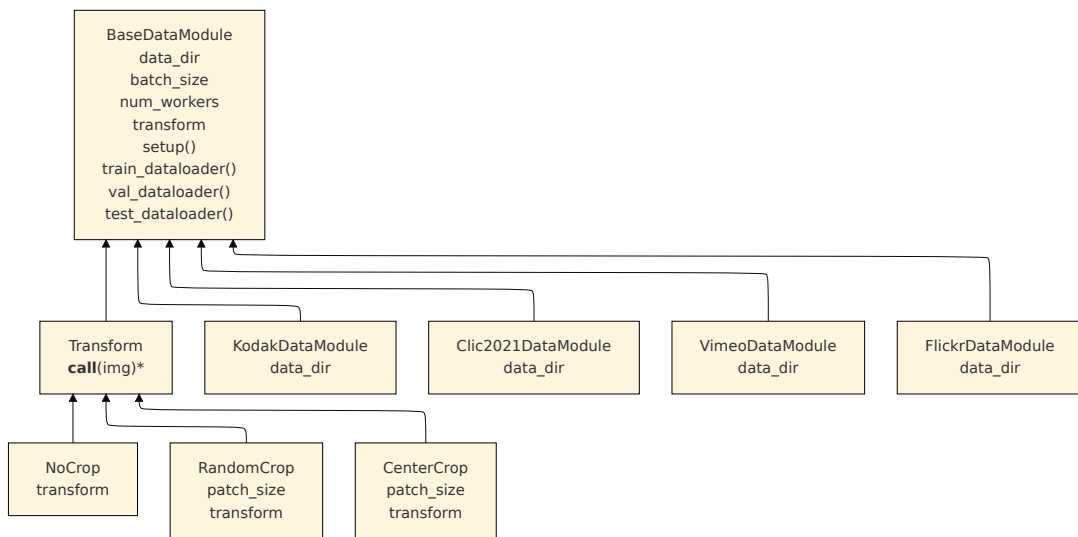 BaseDataModule
data_dir
batch_size
num_workers
transform
setup()
train_dataloader()
val_dataloader()
test_dataloader()
Transform
call(img)*
KodakDataModule
data_dir
Clic2021DataModule
data_dir
VimeoDataModule
data_dir
FlickrDataModule
data_dir
NoCrop
transform
RandomCrop
patch_size
transform
CenterCrop
patch_size
transform